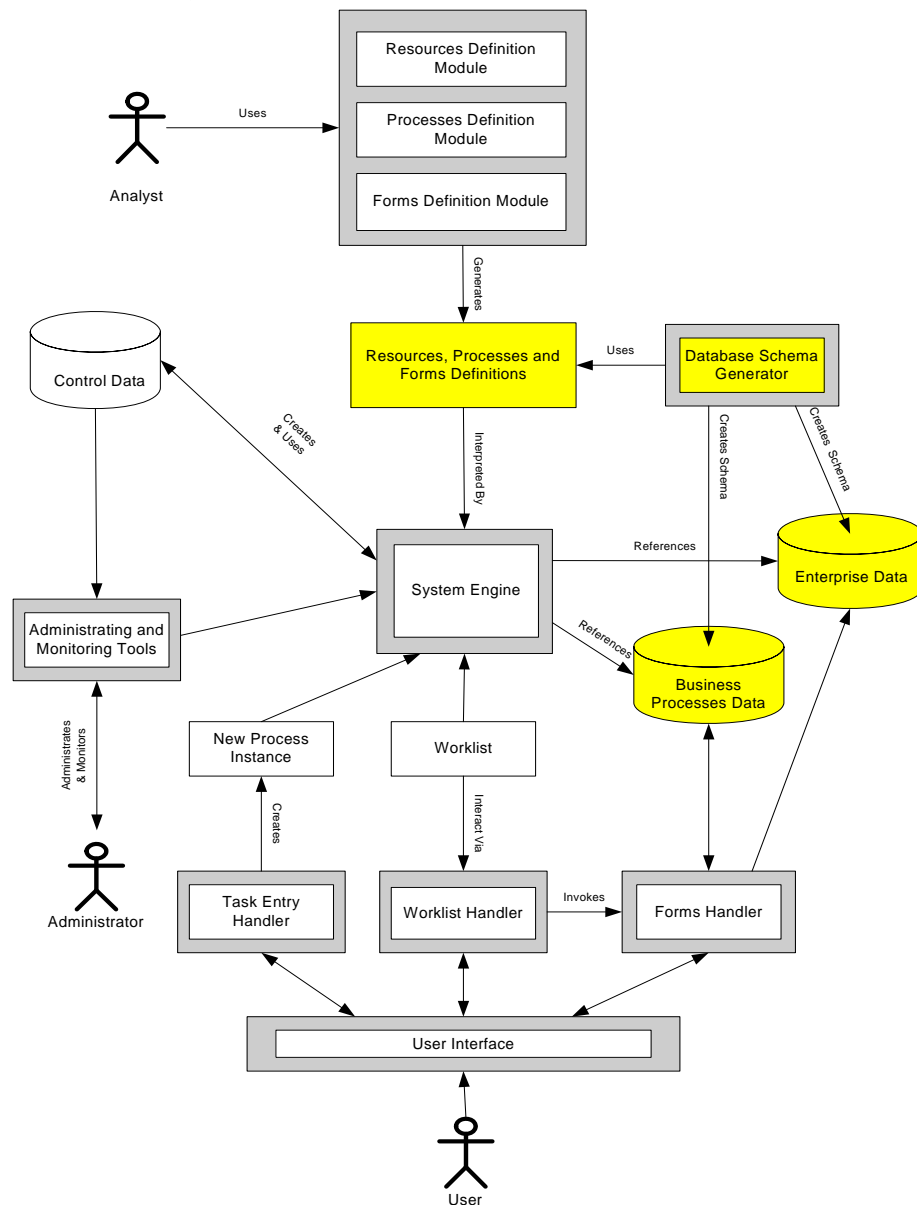 Resources Definition
Module
Uses
Processes Definition
Module
Analyst
Forms Definition Module
Generates
Control Data
Resources, Processes and
Forms Definitions
Uses
Database Schema
Generator
Creates
& Uses
Interpreted By
Creates Schema
Creates Schema
System Engine
References
Enterprise Data
Administrating and
Monitoring Tools
References
Business
Processes Data
Administrates
& Monitors
New Process
Instance
Worklist
Creates
Interact Via
Administrator
Task Entry
Handler
Worklist Handler
Invokes
Forms Handler
User Interface
User